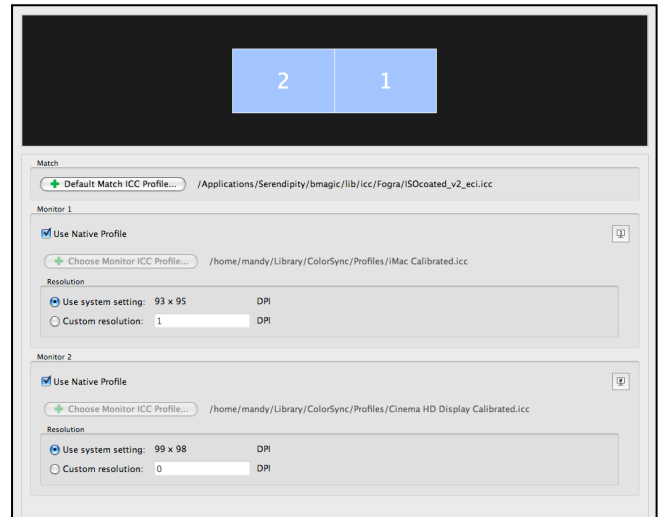 2 1
Match
Default Match ICC Profile... /Applications/Serendipity/bmagic/lib/icc/Fogra/ISOcoated_v2_eci.icc
Monitor 1
Use Native Profile
1
Choose Monitor ICC Profile... /home/mandy/Library/ColorSync/Profiles/iMac Calibrated.icc
Resolution
Use system setting: 93 x 95 DPI
Custom resolution: 1 DPI
Monitor 2
Use Native Profile
Choose Monitor ICC Profile... /home/mandy/Library/ColorSync/Profiles/Cinema HD Display Calibrated.icc
Resolution
Use system setting: 99 x 98 DPI
Custom resolution: 0 DPI